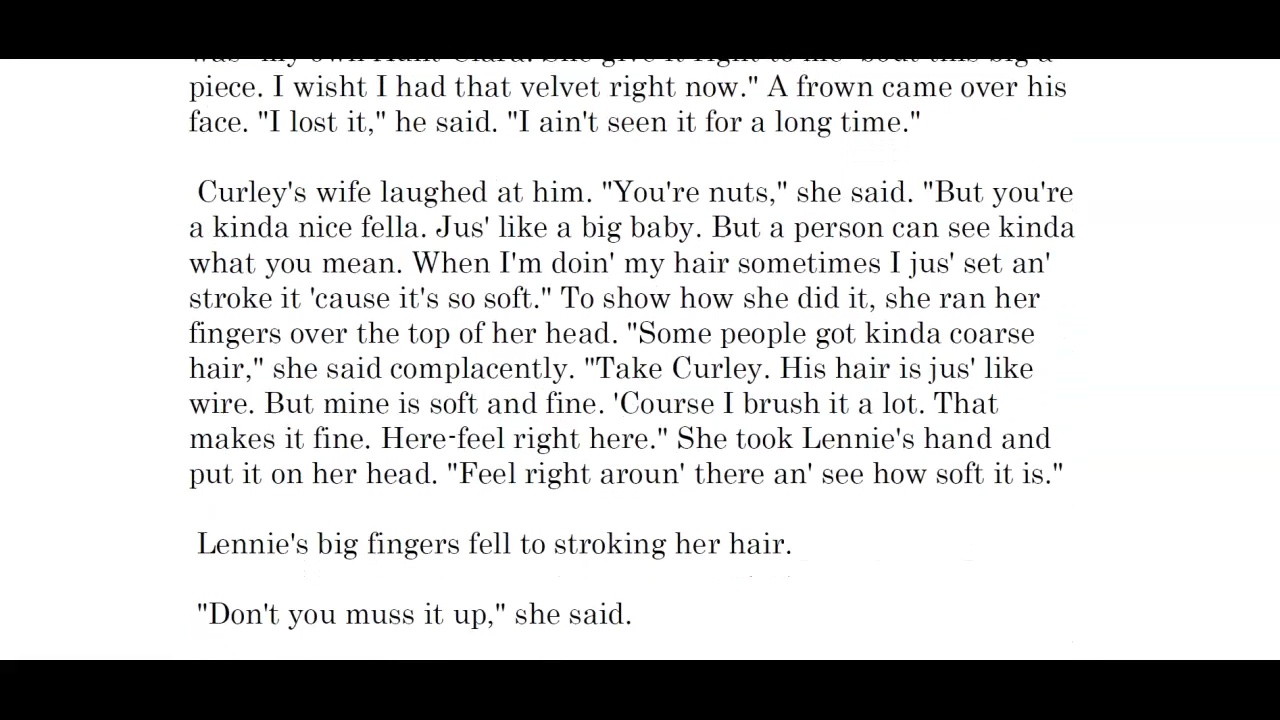 piece. I wisht I had that velvet right now." A frown came over his
face. "I lost it," he said. "I ain't seen it for a long time."
Curley's wife laughed at him. "You're nuts," she said. "But you're
a kinda nice fella. Jus' like a big baby. But a person can see kinda
what you mean. When I'm doin' my hair sometimes I jus' set an'
stroke it 'cause it's so soft." To show how she did it, she ran her
fingers over the top of her head. "Some people got kinda coarse
hair," she said complacently. "Take Curley. His hair is jus' like
wire. But mine is soft and fine. 'Course I brush it a lot. That
makes it fine. Here-feel right here." She took Lennie's hand and
put it on her head. "Feel right aroun' there an' see how soft it is."
Lennie's big fingers fell to stroking her hair.
"Don't you muss it up," she said.